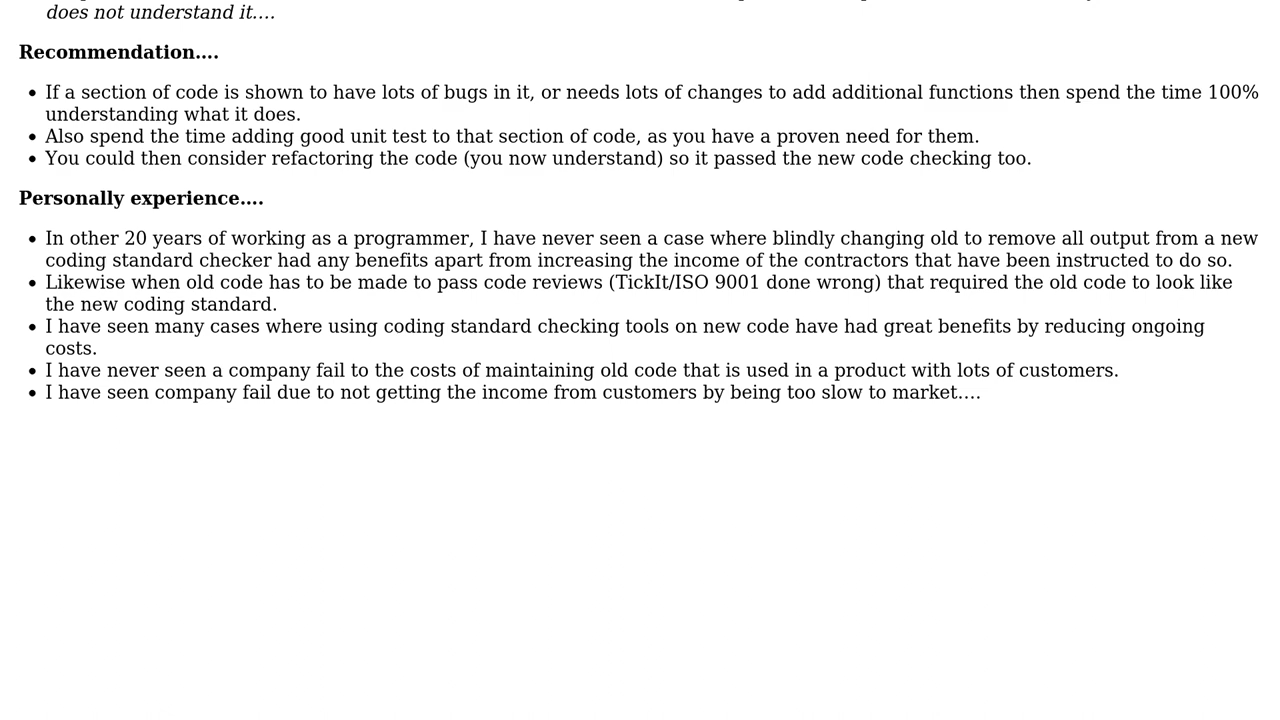 does not understand it....
Recommendation....
• If a section of code is shown to have lots of bugs in it, or needs lots of changes to add additional functions then spend the time 100%
understanding what it does.
• Also spend the time adding good unit test to that section of code, as you have a proven need for them.
• You could then consider refactoring the code (you now understand) so it passed the new code checking too.
Personally experience....
• In other 20 years of working as a programmer, I have never seen a case where blindly changing old to remove all output from a new
coding standard checker had any benefits apart from increasing the income of the contractors that have been instructed to do so.
• Likewise when old code has to be made to pass code reviews (TickIt/ISO 9001 done wrong) that required the old code to look like
the new coding standard.
• I have seen many cases where using coding standard checking tools on new code have had great benefits by reducing ongoing
costs.
• I have never seen a company fail to the costs of maintaining old code that is used in a product with lots of customers.
• I have seen company fail due to not getting the income from customers by being too slow to market....